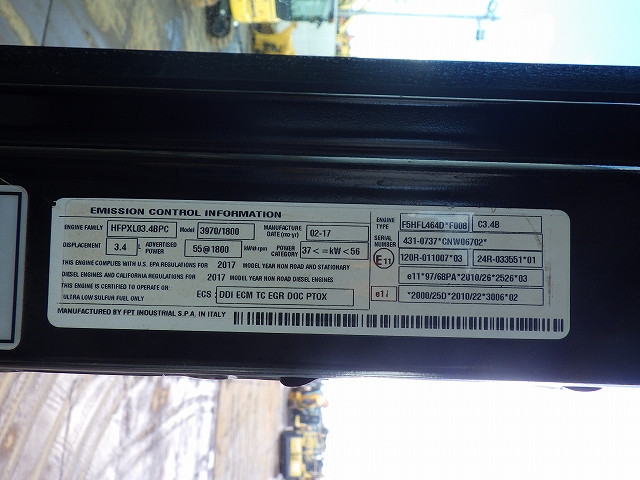 EMISSION CONTROL INFORMATION
ENGINE FAMILY HFPXL03.4BPC Model 3970/1800 MANUFACTURE DATE (mo-yr) 02-17
DISPLACEMENT 3.4 L ADVERTISED POWER 55@1800 kW@rpm POWER CATEGORY 37<=kW<56
THIS ENGINE COMPLIES WITH U.S. EPA REGULATIONS FOR 2017 MODEL YEAR NON ROAD AND STATIONARY
DIESEL ENGINES AND CALIFORNIA REGULATIONS FOR 2017 MODEL YEAR NON ROAD DIESEL ENGINES.
THIS ENGINE IS CERTIFIED TO OPERATE ON:
ULTRA LOW SULFUR FUEL ONLY ECS : DDI ECM TC EGR DOC PTOX
MANUFACTURED BY FPT INDUSTRIAL S.P.A. IN ITALY
ENGINE TYPE F5HFL464D*F008 C3.4B
SERIAL NUMBER 431-0737*CNW06702*
E11 120R-011007*03 24R-033551*01
e11*97/68PA*2010/26*2526*03
*2000/25D*2010/22*3006*02